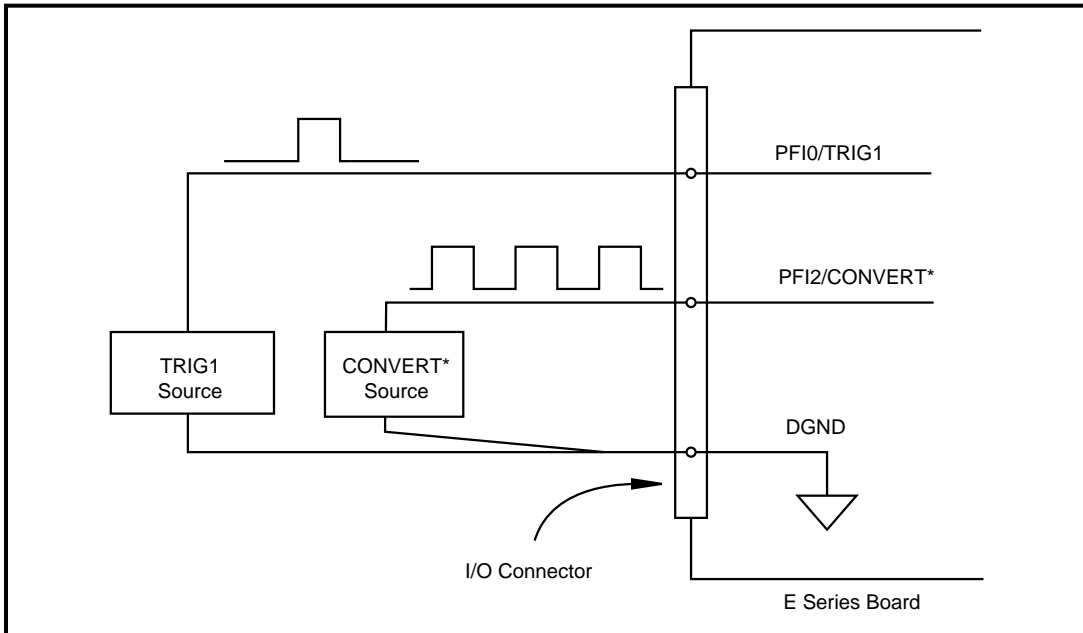 PFI0/TRIG1
PFI2/CONVERT*
TRIG1
Source
CONVERT*
Source
DGND
I/O Connector
E Series Board